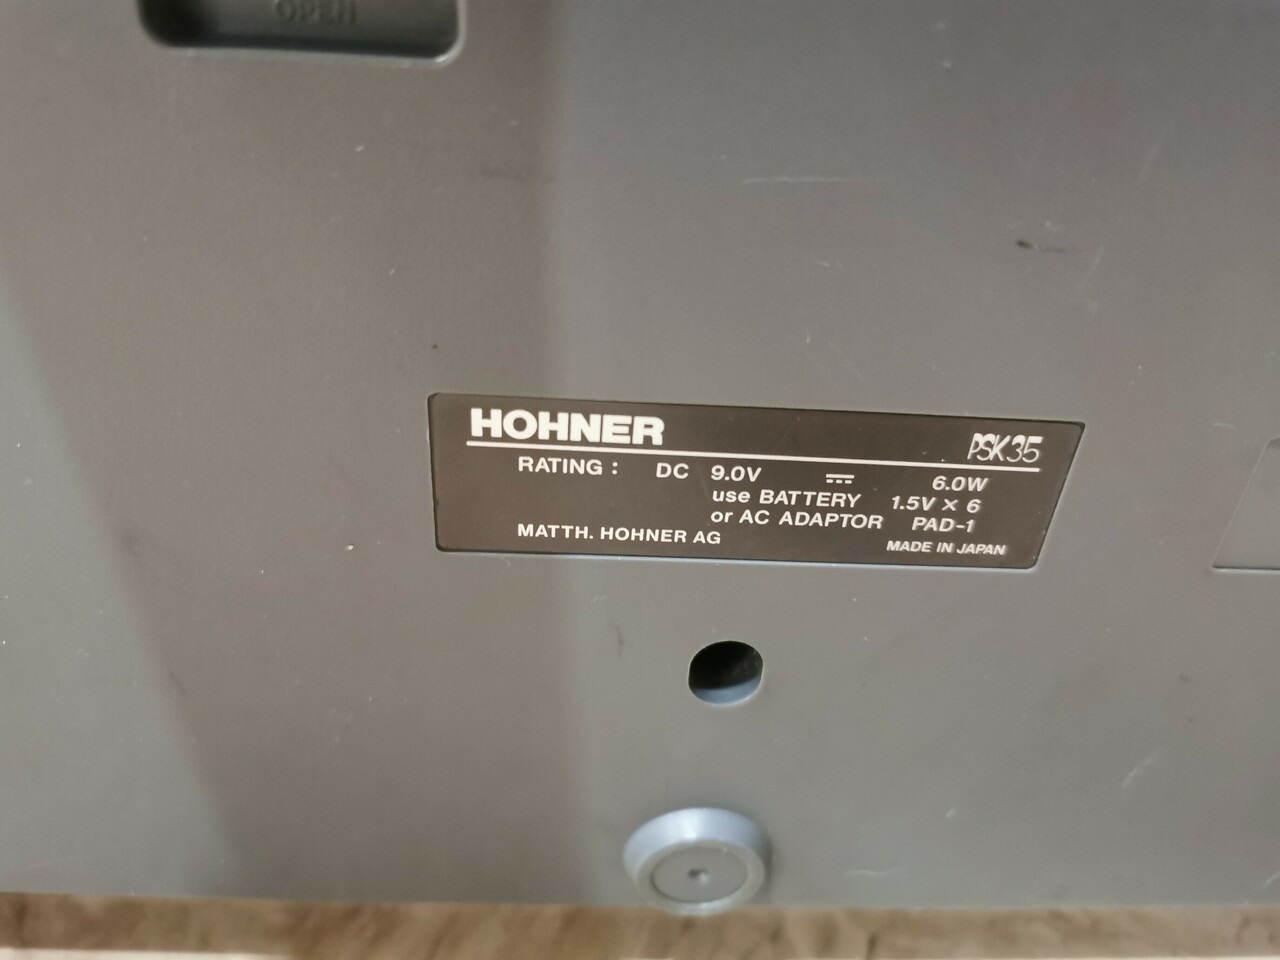 OPEN
HOHNER PSK35
RATING : DC 9.0V ⎓ 6.0W
use BATTERY 1.5V × 6
or AC ADAPTOR PAD-1
MATTH. HOHNER AG MADE IN JAPAN